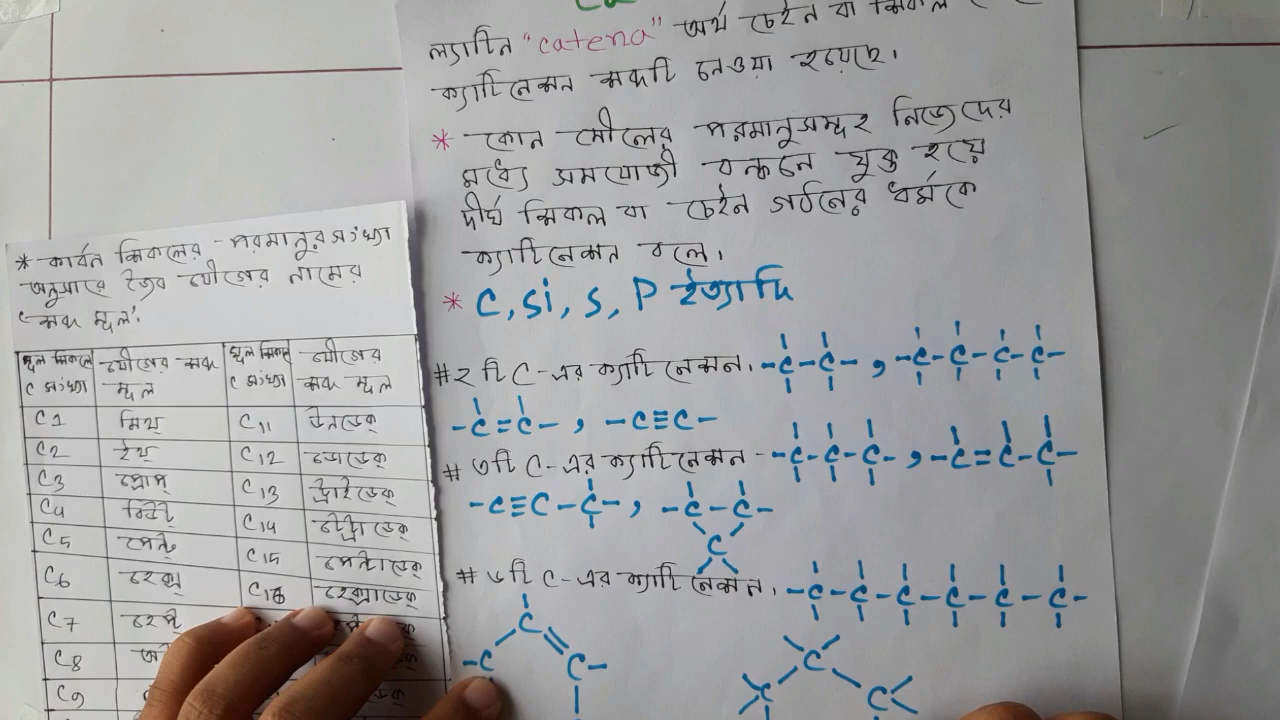 ল্যাটিন "catena" অর্থ চেইন বা শিকল
ক্যাটিনেশন শব্দটি নেওয়া হয়েছে।
* কোন মৌলের পরমানুসমূহ নিজেদের
মধ্যে সমযোজী বন্ধনে যুক্ত হয়ে
দীর্ঘ শিকল বা চেইন গঠনের ধর্মকে
ক্যাটিনেশন বলে।
* C, Si, S, P ইত্যাদি
# ২ টি C-এর ক্যাটিনেশন. -C-C- , -C-C-C-C-
-C=C- , -C≡C-
# ৩টি C-এর ক্যাটিনেশন - -C-C-C- , -C=C-C-
-C≡C-C- , -C-C-
C
# ৬টি C-এর ক্যাটিনেশন. -C-C-C-C-C-C-
C
-C C-
C
C C
* কার্বন শিকলের পরমানুর সংখ্যা
অনুসারে জৈব যৌগের নামের
শব্দ মূল:
মূল শিকলে যৌগের শব্দ মূল শিকলে যৌগের
C সংখ্যা মূল C সংখ্যা শব্দ মূল
C1 মিথ্ C11 উনডেক্
C2 ইথ্ C12 ডোডেক্
C3 প্রোপ্ C13 ট্রাইডেক্
C4 বিউট্ C14 টেট্রাডেক্
C5 পেন্ট্ C15 পেন্টাডেক্
C6 হেক্স্ C16 হেক্সাডেক্
C7 হেপ্ট্
C8
C9